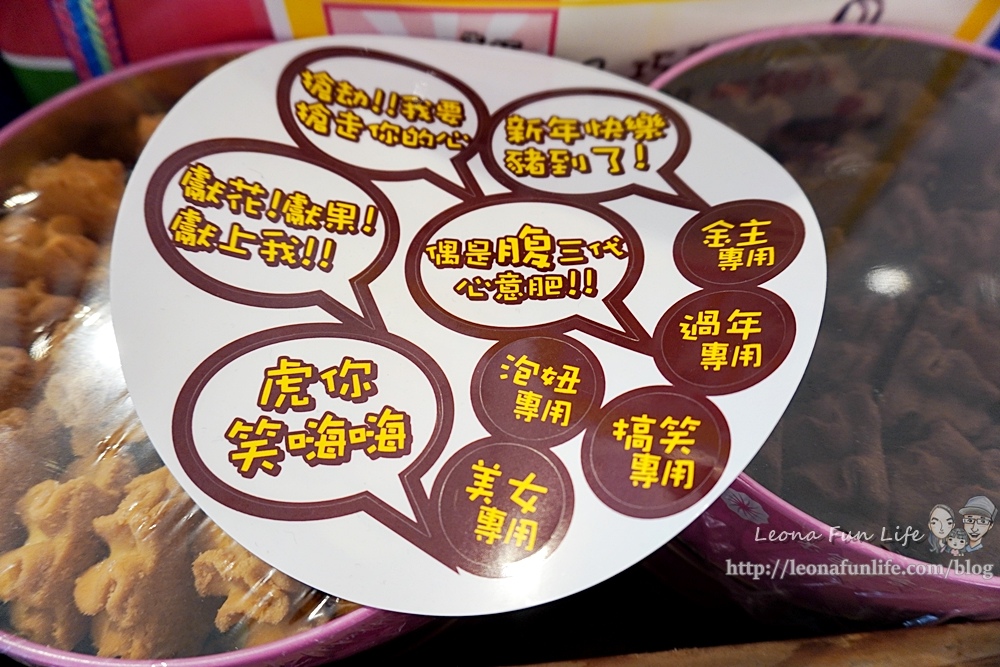 搶劫!!我要
搶走你的心
新年快樂
豬到了!
獻花!獻果!
獻上我!!
偶是腹三代
心意肥!!
金主
專用
過年
專用
虎你
笑嗨嗨
泡妞
專用
搞笑
專用
美女
專用
Leona Fun Life
http://leonafunlife.com/blog